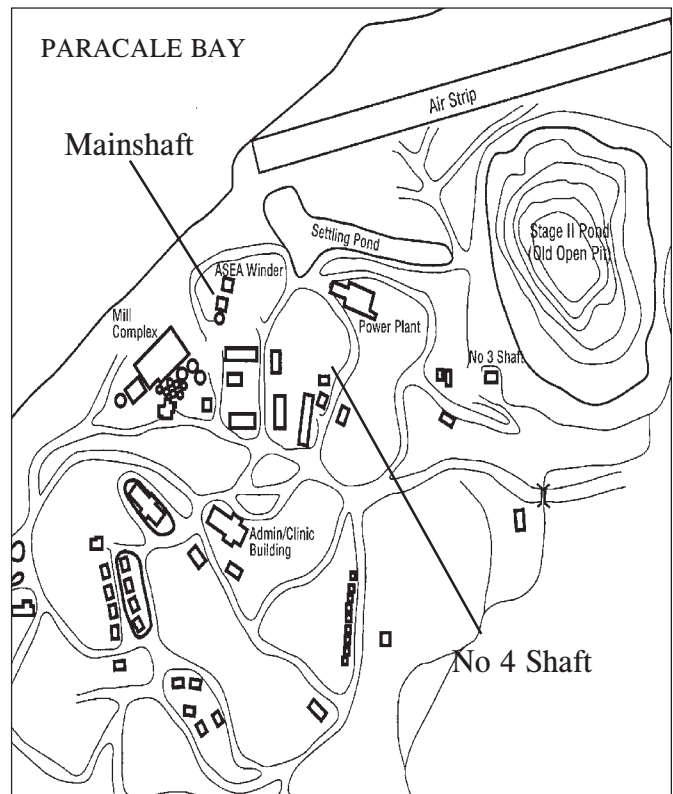 PARACALE BAY
Air Strip
Mainshaft
Settling Pond
Stage II Pond
(Old Open Pit)
ASEA Winder
Mill
Complex
Power Plant
No 3 Shaft
Admin/Clinic
Building
No 4 Shaft